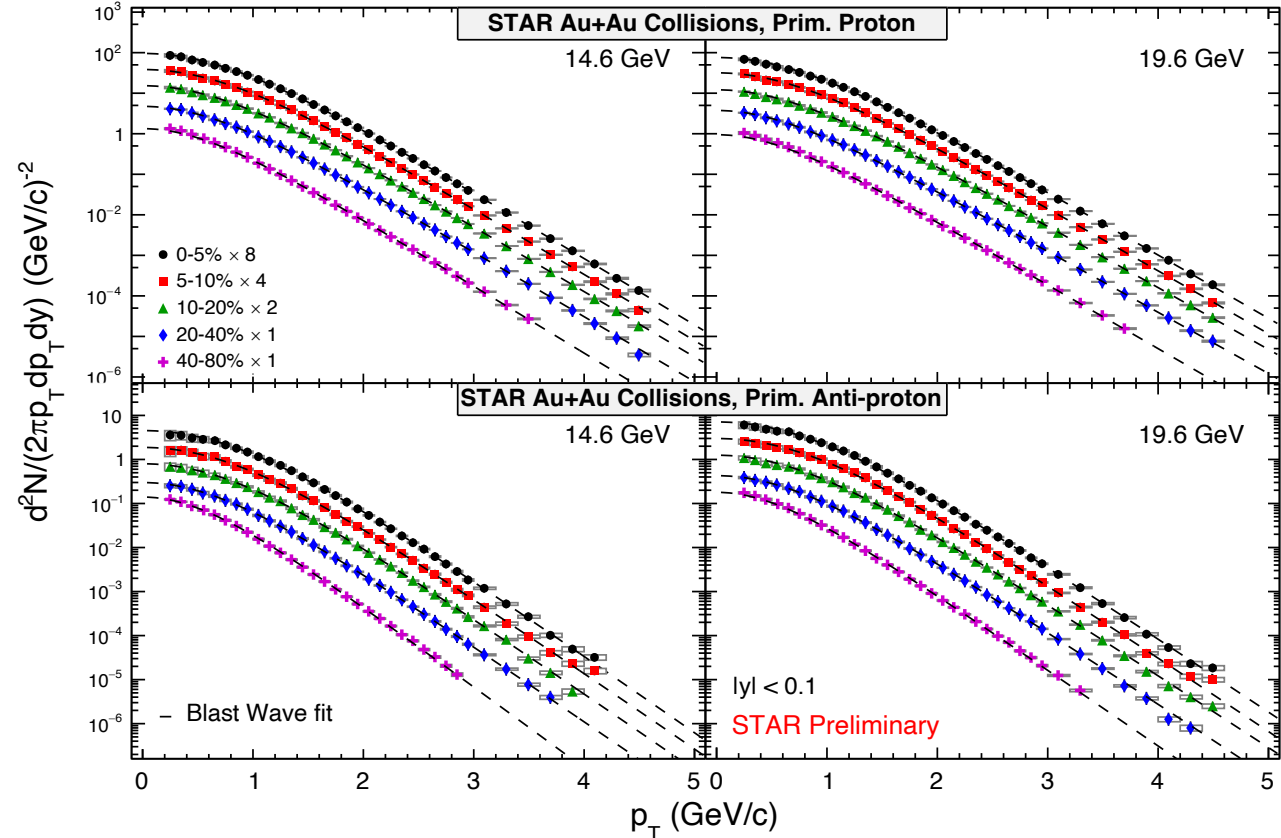 STAR Au+Au Collisions, Prim. Proton
14.6 GeV
19.6 GeV
10²
1
10⁻²
10⁻⁴
10⁻⁶
0-5% × 8
5-10% × 4
10-20% × 2
20-40% × 1
40-80% × 1
d²N/(2πp_T dp_T dy) (GeV/c)⁻²
STAR Au+Au Collisions, Prim. Anti-proton
14.6 GeV
19.6 GeV
10
1
10⁻¹
10⁻²
10⁻³
10⁻⁴
10⁻⁵
10⁻⁶
– Blast Wave fit
|y| < 0.1
STAR Preliminary
0 1 2 3 4 5
0 1 2 3 4 5
p_T (GeV/c)